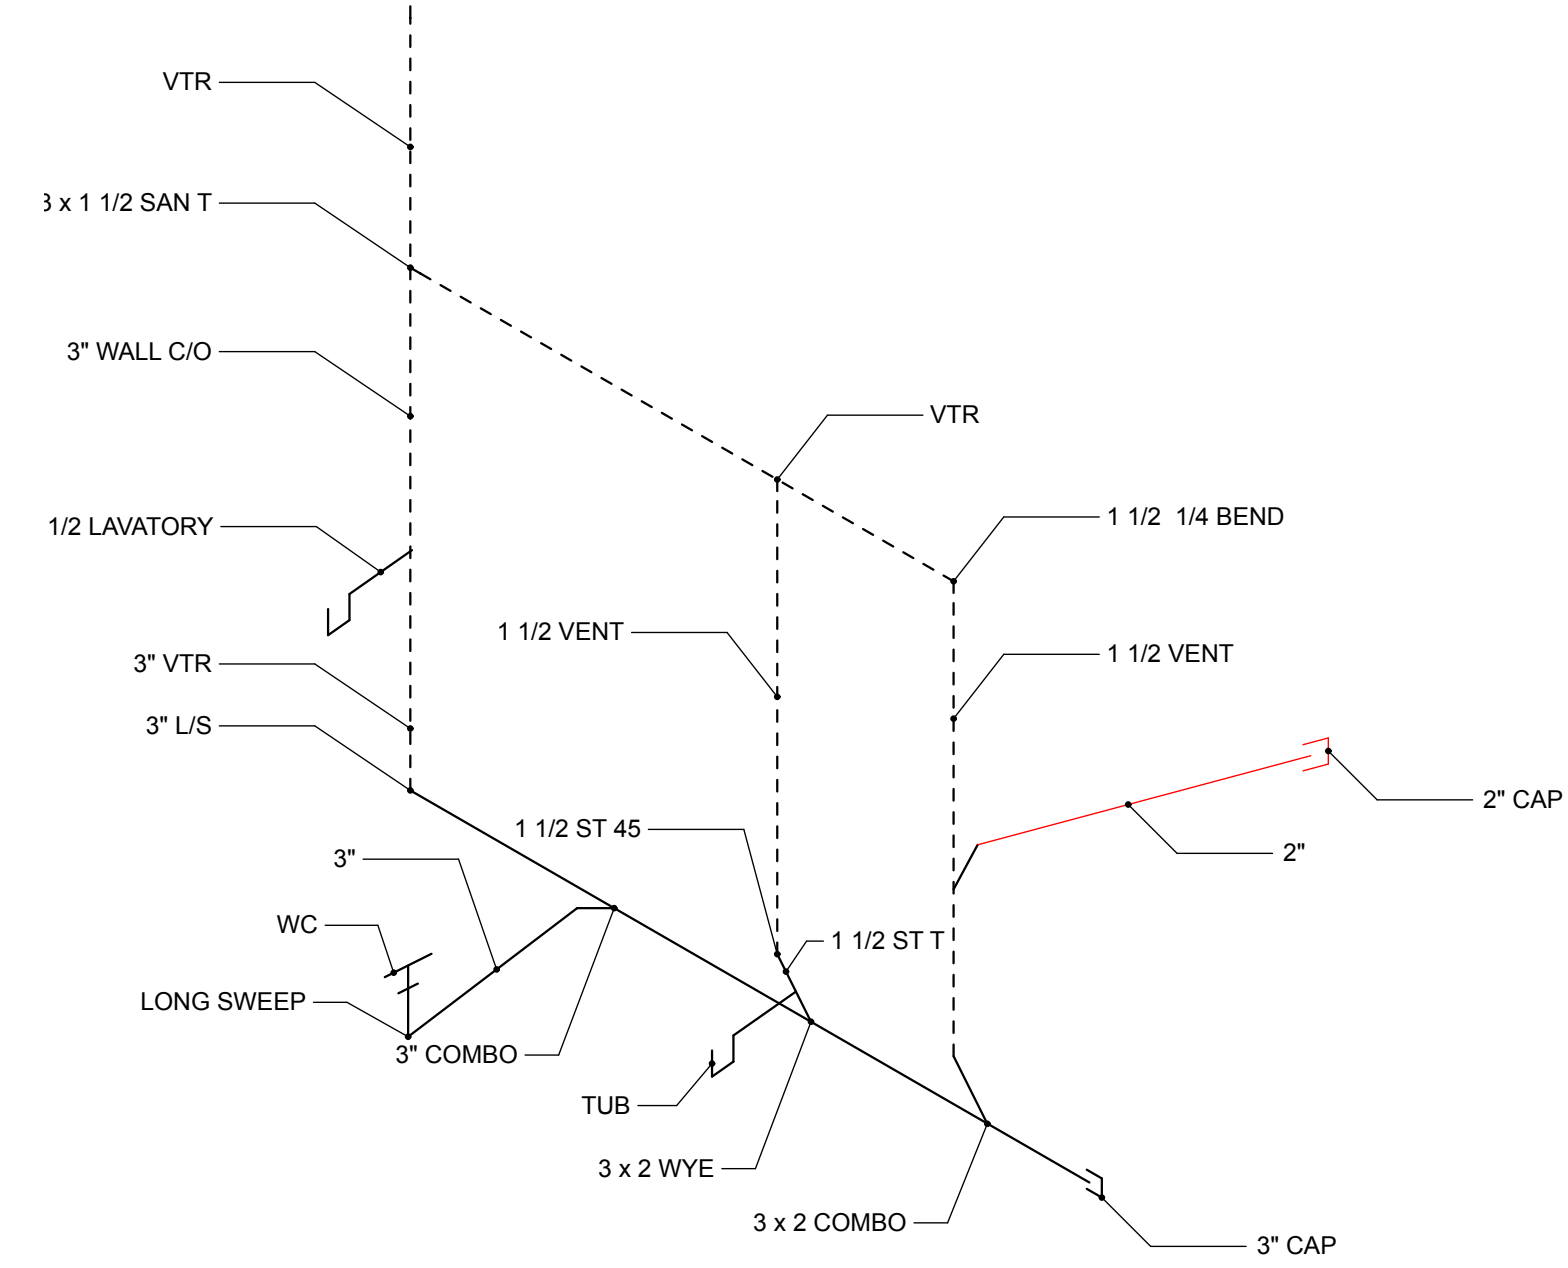 VTR
3 x 1 1/2 SAN T
3" WALL C/O
VTR
1 1/2 1/4 BEND
1/2 LAVATORY
1 1/2 VENT
1 1/2 VENT
3" VTR
3" L/S
2" CAP
1 1/2 ST 45
2"
3"
WC
1 1/2 ST T
LONG SWEEP
3" COMBO
TUB
3 x 2 WYE
3 x 2 COMBO
3" CAP